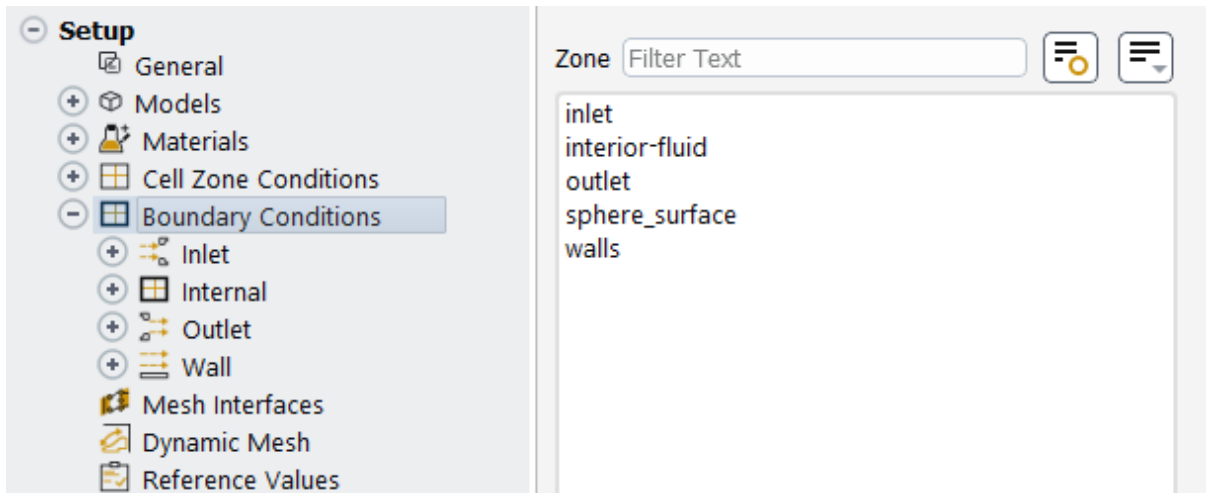 Setup
General
Models
Materials
Cell Zone Conditions
Boundary Conditions
Inlet
Internal
Outlet
Wall
Mesh Interfaces
Dynamic Mesh
Reference Values
Zone Filter Text
inlet
interior-fluid
outlet
sphere_surface
walls